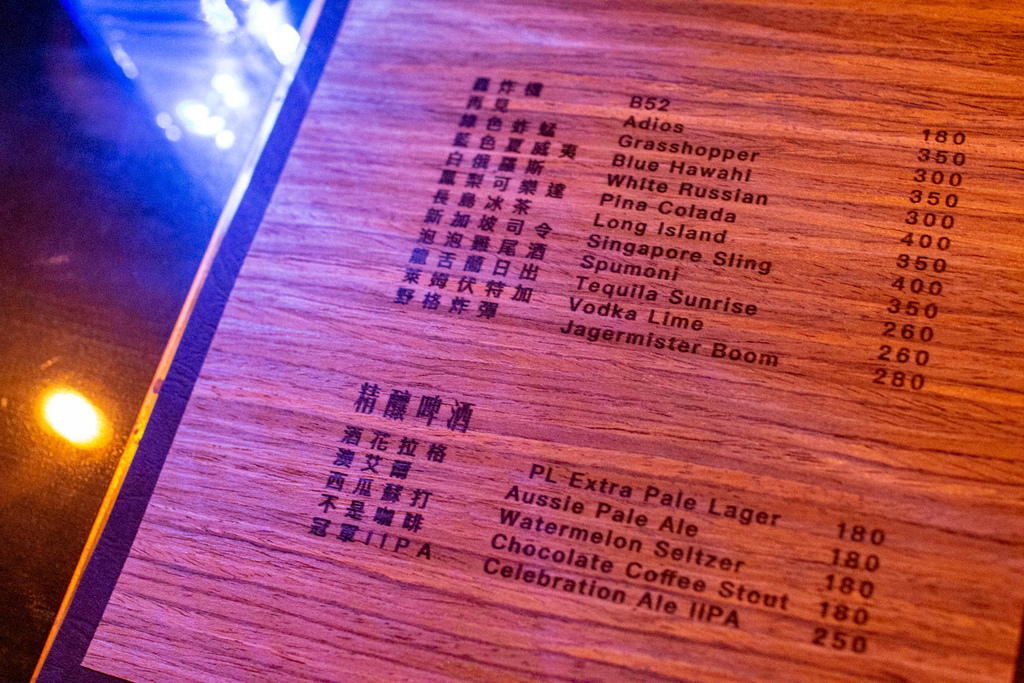 轟炸機 B52 180
再見 Adios 350
綠色蚱蜢 Grasshopper 300
藍色夏威夷 Blue Hawahi 350
白俄羅斯 White Russian 300
鳳梨可樂達 Pina Colada 400
長島冰茶 Long Island 350
新加坡司令 Singapore Sling 400
泡泡雞尾酒 Spumoni 350
龍舌蘭日出 Tequila Sunrise 260
萊姆伏特加 Vodka Lime 260
野格炸彈 Jagermister Boom 280
精釀啤酒
酒花拉格 PL Extra Pale Lager 180
澳艾爾 Aussie Pale Ale 180
西瓜蘇打 Watermelon Seltzer 180
不是咖啡 Chocolate Coffee Stout 180
冠軍IIPA Celebration Ale IIPA 250